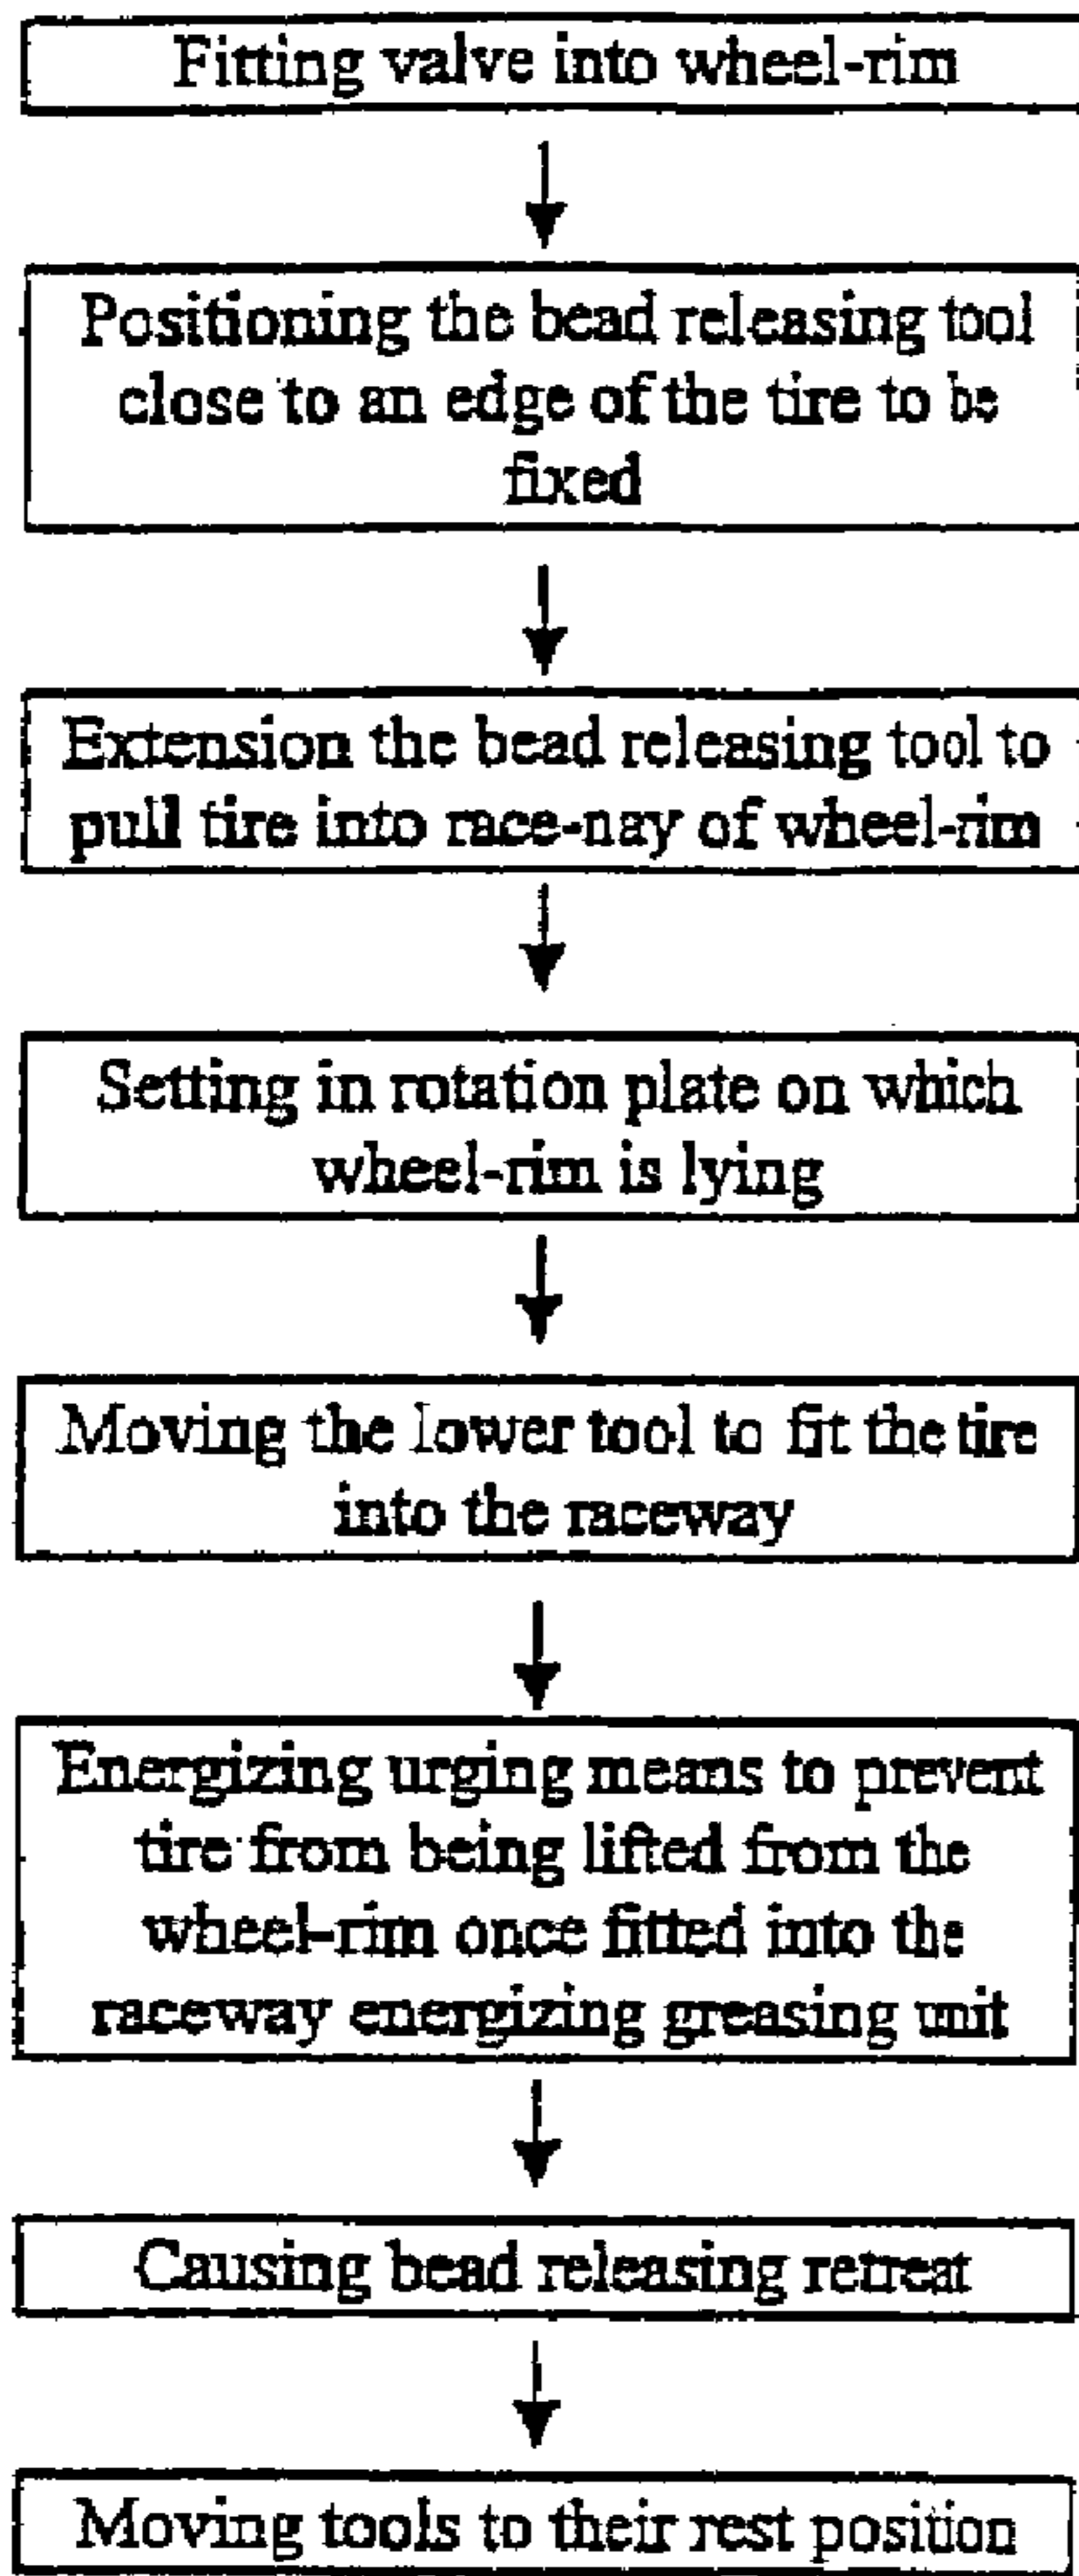 Fitting valve into wheel-rim
Positioning the bead releasing tool
close to an edge of the tire to be
fixed
Extension the bead releasing tool to
pull tire into race-nay of wheel-rim
Setting in rotation plate on which
wheel-rim is lying
Moving the lower tool to fit the tire
into the raceway
Energizing urging means to prevent
tire from being lifted from the
wheel-rim once fitted into the
raceway energizing greasing unit
Causing bead releasing retreat
Moving tools to their rest position